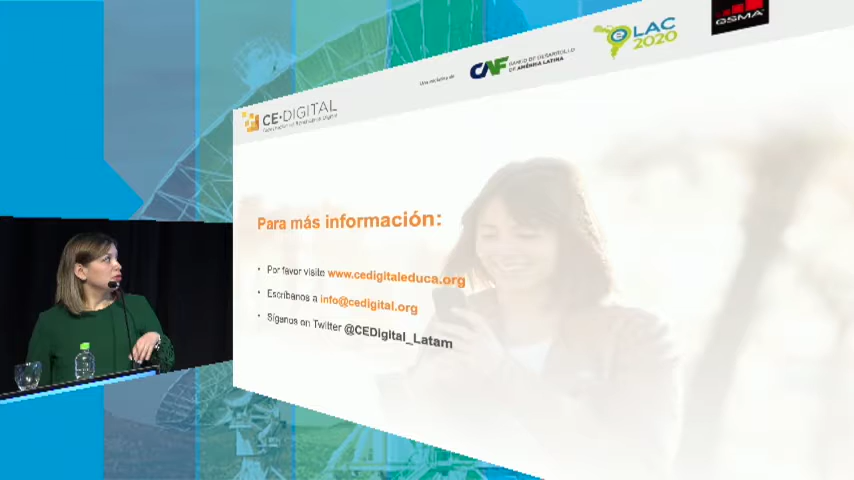 CAF BANCO DE DESARROLLO
DE AMÉRICA LATINA
eLAC
2020
GSMA
CE·DIGITAL
Para más información:
• Por favor visite www.cedigitaleduca.org
• Escríbanos a info@cedigital.org
• Síganos on Twitter @CEDigital_Latam